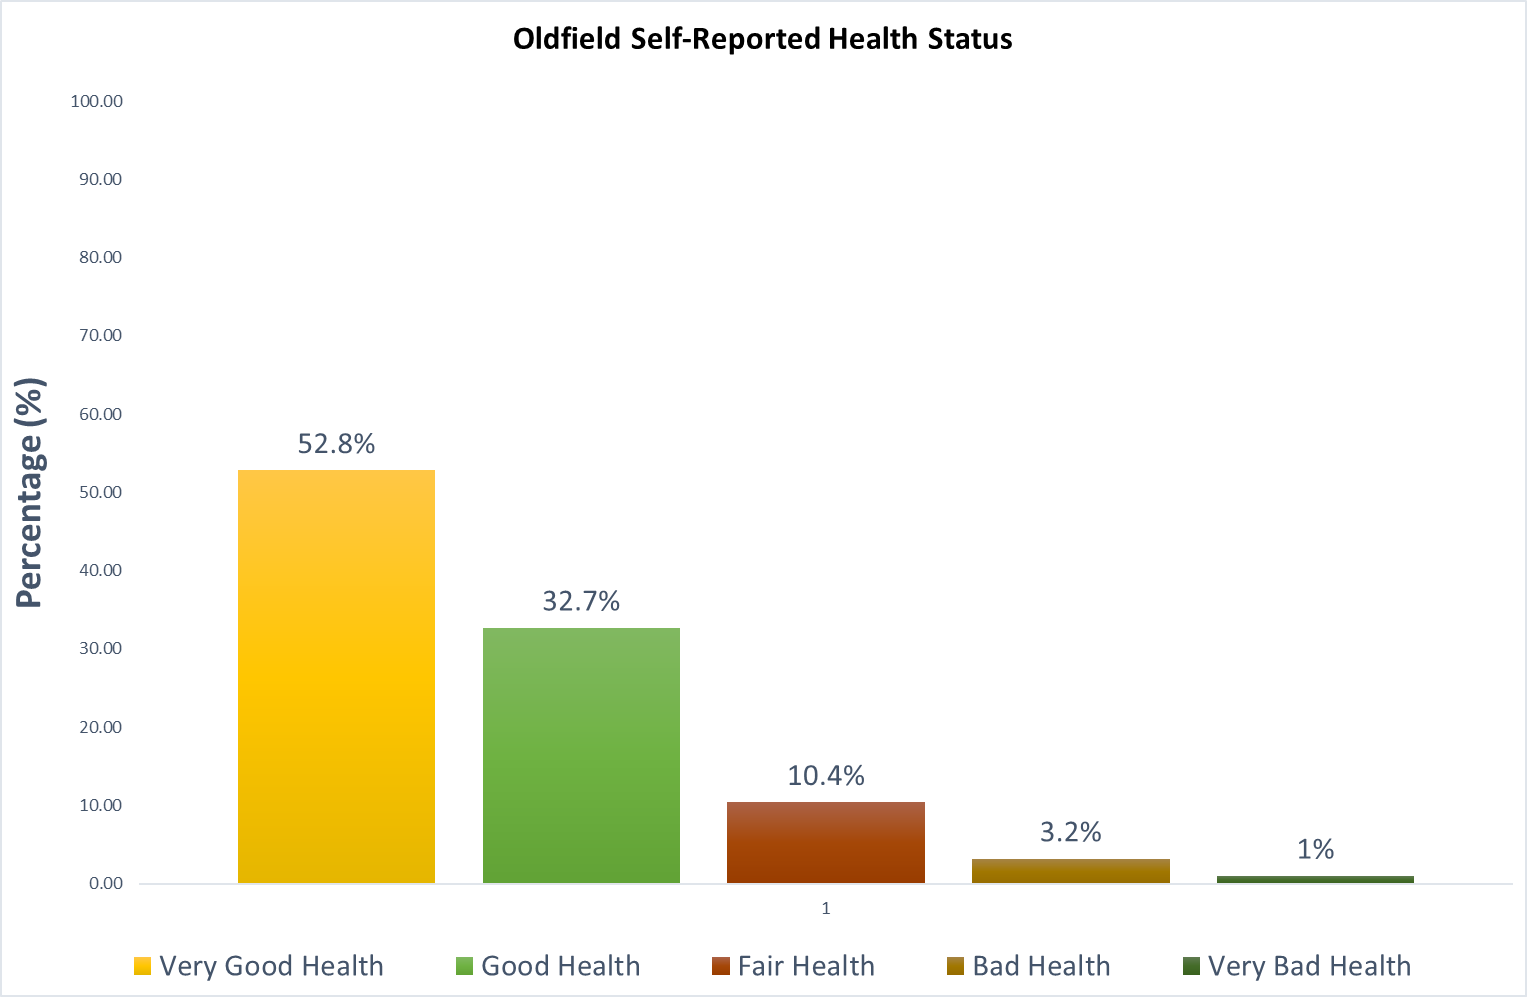 Oldfield Self-Reported Health Status
Percentage (%)
100.00
90.00
80.00
70.00
60.00
50.00
40.00
30.00
20.00
10.00
0.00
52.8%
32.7%
10.4%
3.2%
1%
1
Very Good Health
Good Health
Fair Health
Bad Health
Very Bad Health